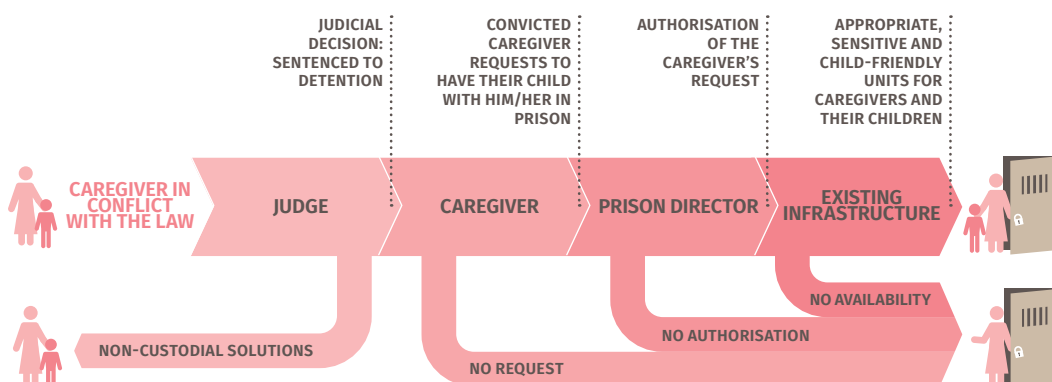 JUDICIAL
DECISION:
SENTENCED TO
DETENTION
CONVICTED
CAREGIVER
REQUESTS TO
HAVE THEIR CHILD
WITH HIM/HER IN
PRISON
AUTHORISATION
OF THE
CAREGIVER'S
REQUEST
APPROPRIATE,
SENSITIVE AND
CHILD-FRIENDLY
UNITS FOR
CAREGIVERS AND
THEIR CHILDREN
CAREGIVER IN
CONFLICT
WITH THE LAW
JUDGE
CAREGIVER
PRISON DIRECTOR
EXISTING
INFRASTRUCTURE
NO AVAILABILITY
NO AUTHORISATION
NON-CUSTODIAL SOLUTIONS
NO REQUEST